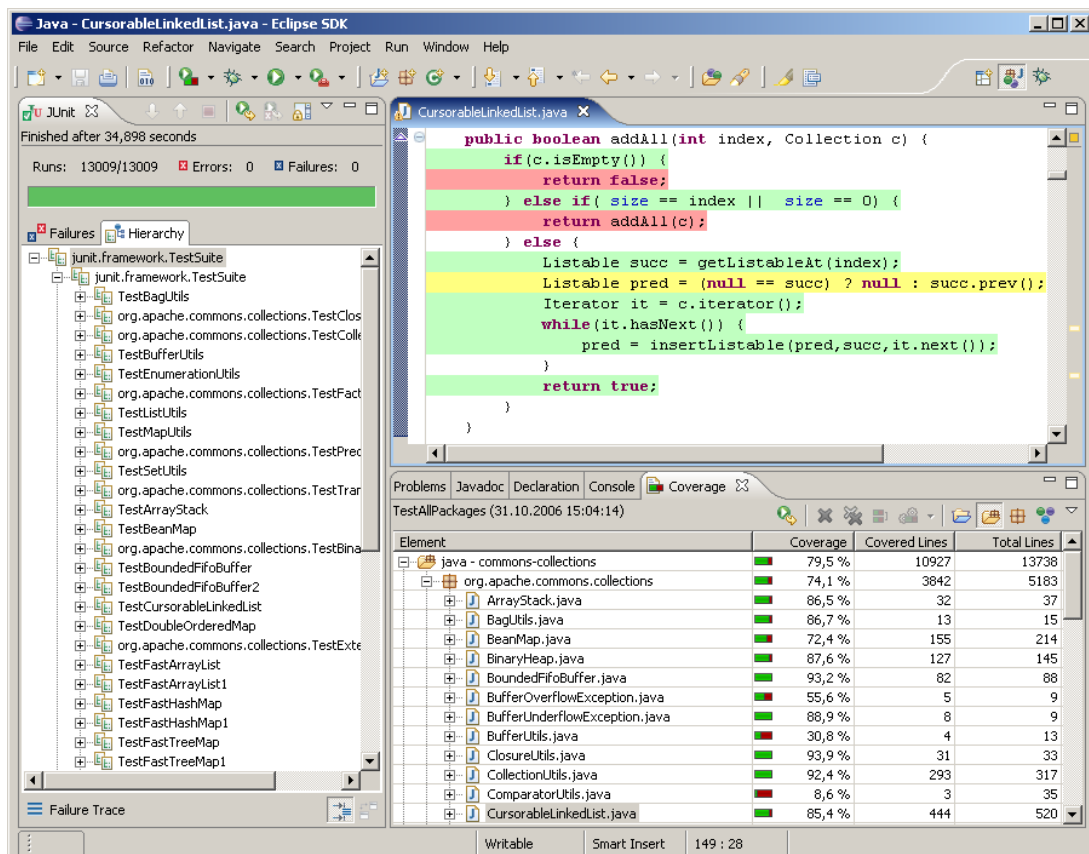 Java - CursorableLinkedList.java - Eclipse SDK
File Edit Source Refactor Navigate Search Project Run Window Help
JUnit
Finished after 34,898 seconds
Runs: 13009/13009 Errors: 0 Failures: 0
Failures Hierarchy
junit.framework.TestSuite
junit.framework.TestSuite
TestBagUtils
org.apache.commons.collections.TestClos
org.apache.commons.collections.TestColle
TestBufferUtils
TestEnumerationUtils
org.apache.commons.collections.TestFact
TestListUtils
TestMapUtils
org.apache.commons.collections.TestPred
TestSetUtils
org.apache.commons.collections.TestTran
TestArrayStack
TestBeanMap
org.apache.commons.collections.TestBina
TestBoundedFifoBuffer
TestBoundedFifoBuffer2
TestCursorableLinkedList
TestDoubleOrderedMap
org.apache.commons.collections.TestExte
TestFastArrayList
TestFastArrayList1
TestFastHashMap
TestFastHashMap1
TestFastTreeMap
TestFastTreeMap1
Failure Trace
CursorableLinkedList.java
public boolean addAll(int index, Collection c) {
if(c.isEmpty()) {
return false;
} else if( size == index || size == 0) {
return addAll(c);
} else {
Listable succ = getListableAt(index);
Listable pred = (null == succ) ? null : succ.prev();
Iterator it = c.iterator();
while(it.hasNext()) {
pred = insertListable(pred,succ,it.next());
}
return true;
}
}
Problems Javadoc Declaration Console Coverage
TestAllPackages (31.10.2006 15:04:14)
Element Coverage Covered Lines Total Lines
java - commons-collections 79,5 % 10927 13738
org.apache.commons.collections 74,1 % 3842 5183
ArrayStack.java 86,5 % 32 37
BagUtils.java 86,7 % 13 15
BeanMap.java 72,4 % 155 214
BinaryHeap.java 87,6 % 127 145
BoundedFifoBuffer.java 93,2 % 82 88
BufferOverflowException.java 55,6 % 5 9
BufferUnderflowException.java 88,9 % 8 9
BufferUtils.java 30,8 % 4 13
ClosureUtils.java 93,9 % 31 33
CollectionUtils.java 92,4 % 293 317
ComparatorUtils.java 8,6 % 3 35
CursorableLinkedList.java 85,4 % 444 520
Writable Smart Insert 149 : 28